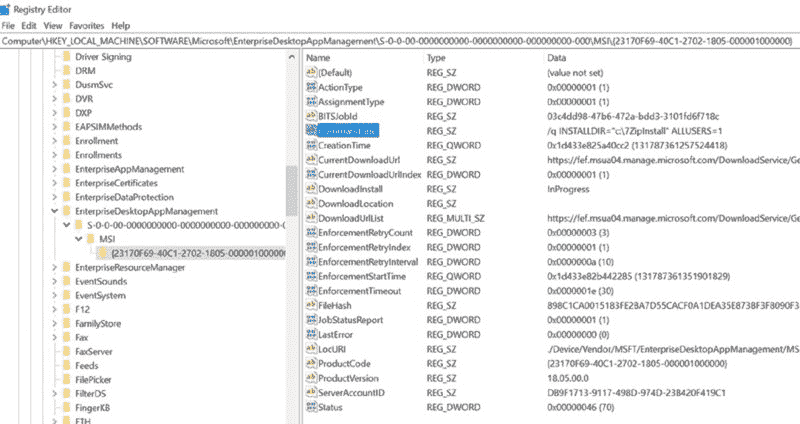 Registry Editor
File Edit View Favorites Help
Computer\HKEY_LOCAL_MACHINE\SOFTWARE\Microsoft\EnterpriseDesktopAppManagement\S-0-0-00-0000000000-0000000000-000000000-000\MSI\{23170F69-40C1-2702-1805-000001000000}
Driver Signing
DRM
DusmSvc
DVR
DXP
EAPSIMMethods
Enrollment
Enrollments
EnterpriseAppManagement
EnterpriseCertificates
EnterpriseDataProtection
EnterpriseDesktopAppManagement
S-0-0-00-0000000000-0000000000-000000000-00
MSI
{23170F69-40C1-2702-1805-000001000000
EnterpriseResourceManager
EventSounds
EventSystem
F12
FamilyStore
Fax
FaxServer
Feeds
FilePicker
FilterDS
FingerKB
FTH
Name Type Data
(Default) REG_SZ (value not set)
ActionType REG_DWORD 0x00000001 (1)
AssignmentType REG_DWORD 0x00000001 (1)
BITSJobId REG_SZ 03c4dd98-47b6-472a-bdd3-3101fd6f718c
REG_SZ /q INSTALLDIR="c:\7ZipInstall" ALLUSERS=1
CreationTime REG_QWORD 0x1d433e825a40cc2 (131787361257524418)
CurrentDownloadUrl REG_SZ https://fef.msua04.manage.microsoft.com/DownloadService/Ge
CurrentDownloadUrlIndex REG_DWORD 0x00000001 (1)
DownloadInstall REG_SZ InProgress
DownloadLocation REG_SZ
DownloadUrlList REG_MULTI_SZ https://fef.msua04.manage.microsoft.com/DownloadService/Ge
EnforcementRetryCount REG_DWORD 0x00000003 (3)
EnforcementRetryIndex REG_DWORD 0x00000001 (1)
EnforcementRetryInterval REG_DWORD 0x0000000a (10)
EnforcementStartTime REG_QWORD 0x1d433e82b442285 (131787361351901829)
EnforcementTimeout REG_DWORD 0x0000001e (30)
FileHash REG_SZ 898C1CA0015183FE2BA7D55CACF0A1DEA35E8738F3F8090F3
JobStatusReport REG_DWORD 0x00000001 (1)
LastError REG_DWORD 0x00000000 (0)
LocURI REG_SZ ./Device/Vendor/MSFT/EnterpriseDesktopAppManagement/MS
ProductCode REG_SZ {23170F69-40C1-2702-1805-000001000000}
ProductVersion REG_SZ 18.05.00.0
ServerAccountID REG_SZ DB9F1713-9117-498D-974D-23B420F419C1
Status REG_DWORD 0x00000046 (70)